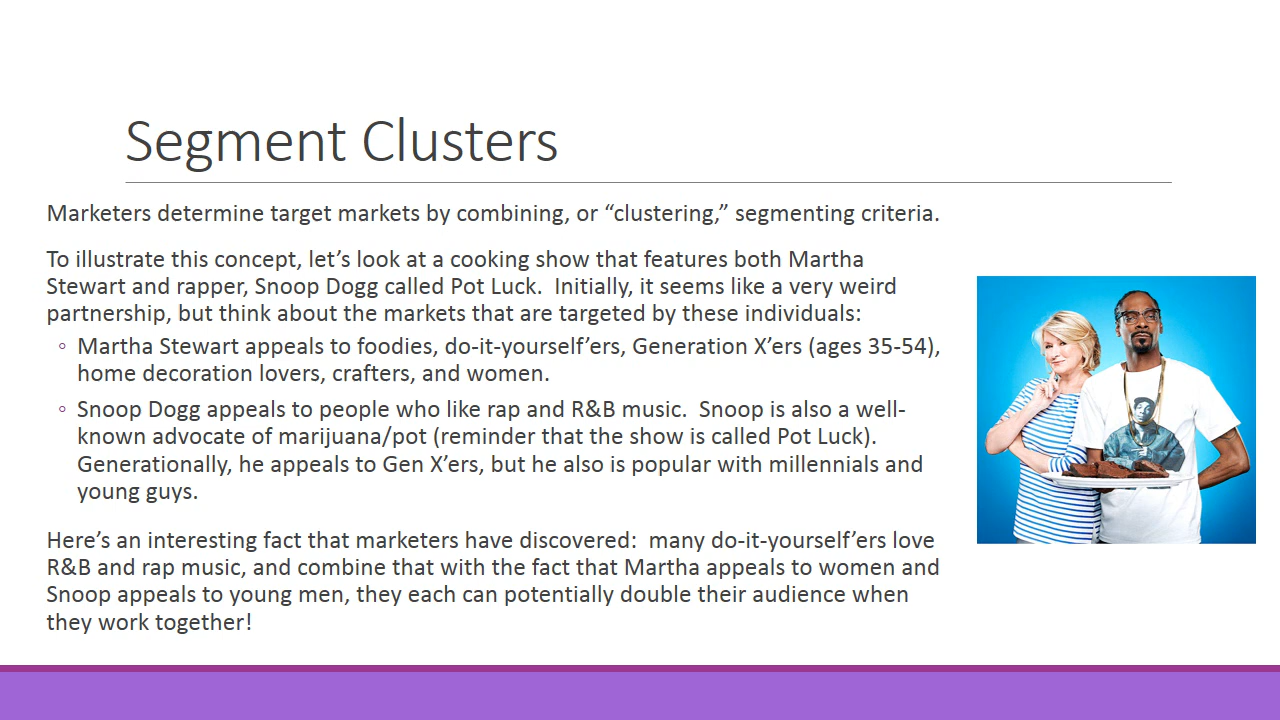 Segment Clusters
Marketers determine target markets by combining, or “clustering,” segmenting criteria.
To illustrate this concept, let’s look at a cooking show that features both Martha
Stewart and rapper, Snoop Dogg called Pot Luck.  Initially, it seems like a very weird
partnership, but think about the markets that are targeted by these individuals:
◦ Martha Stewart appeals to foodies, do-it-yourself’ers, Generation X’ers (ages 35-54),
home decoration lovers, crafters, and women.
◦ Snoop Dogg appeals to people who like rap and R&B music.  Snoop is also a well-
known advocate of marijuana/pot (reminder that the show is called Pot Luck).
Generationally, he appeals to Gen X’ers, but he also is popular with millennials and
young guys.
Here’s an interesting fact that marketers have discovered:  many do-it-yourself’ers love
R&B and rap music, and combine that with the fact that Martha appeals to women and
Snoop appeals to young men, they each can potentially double their audience when
they work together!